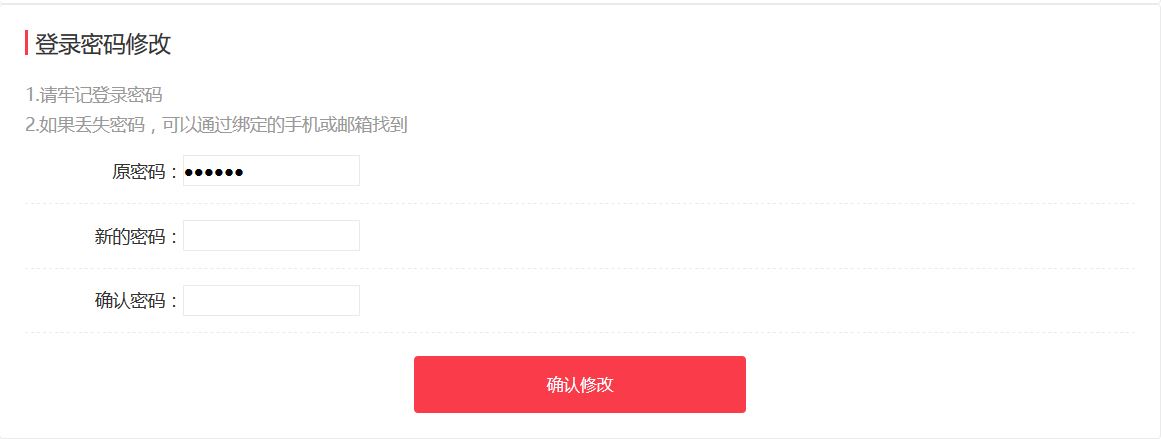 登录密码修改
1.请牢记登录密码
2.如果丢失密码，可以通过绑定的手机或邮箱找到
原密码：••••••
新的密码：
确认密码：
确认修改